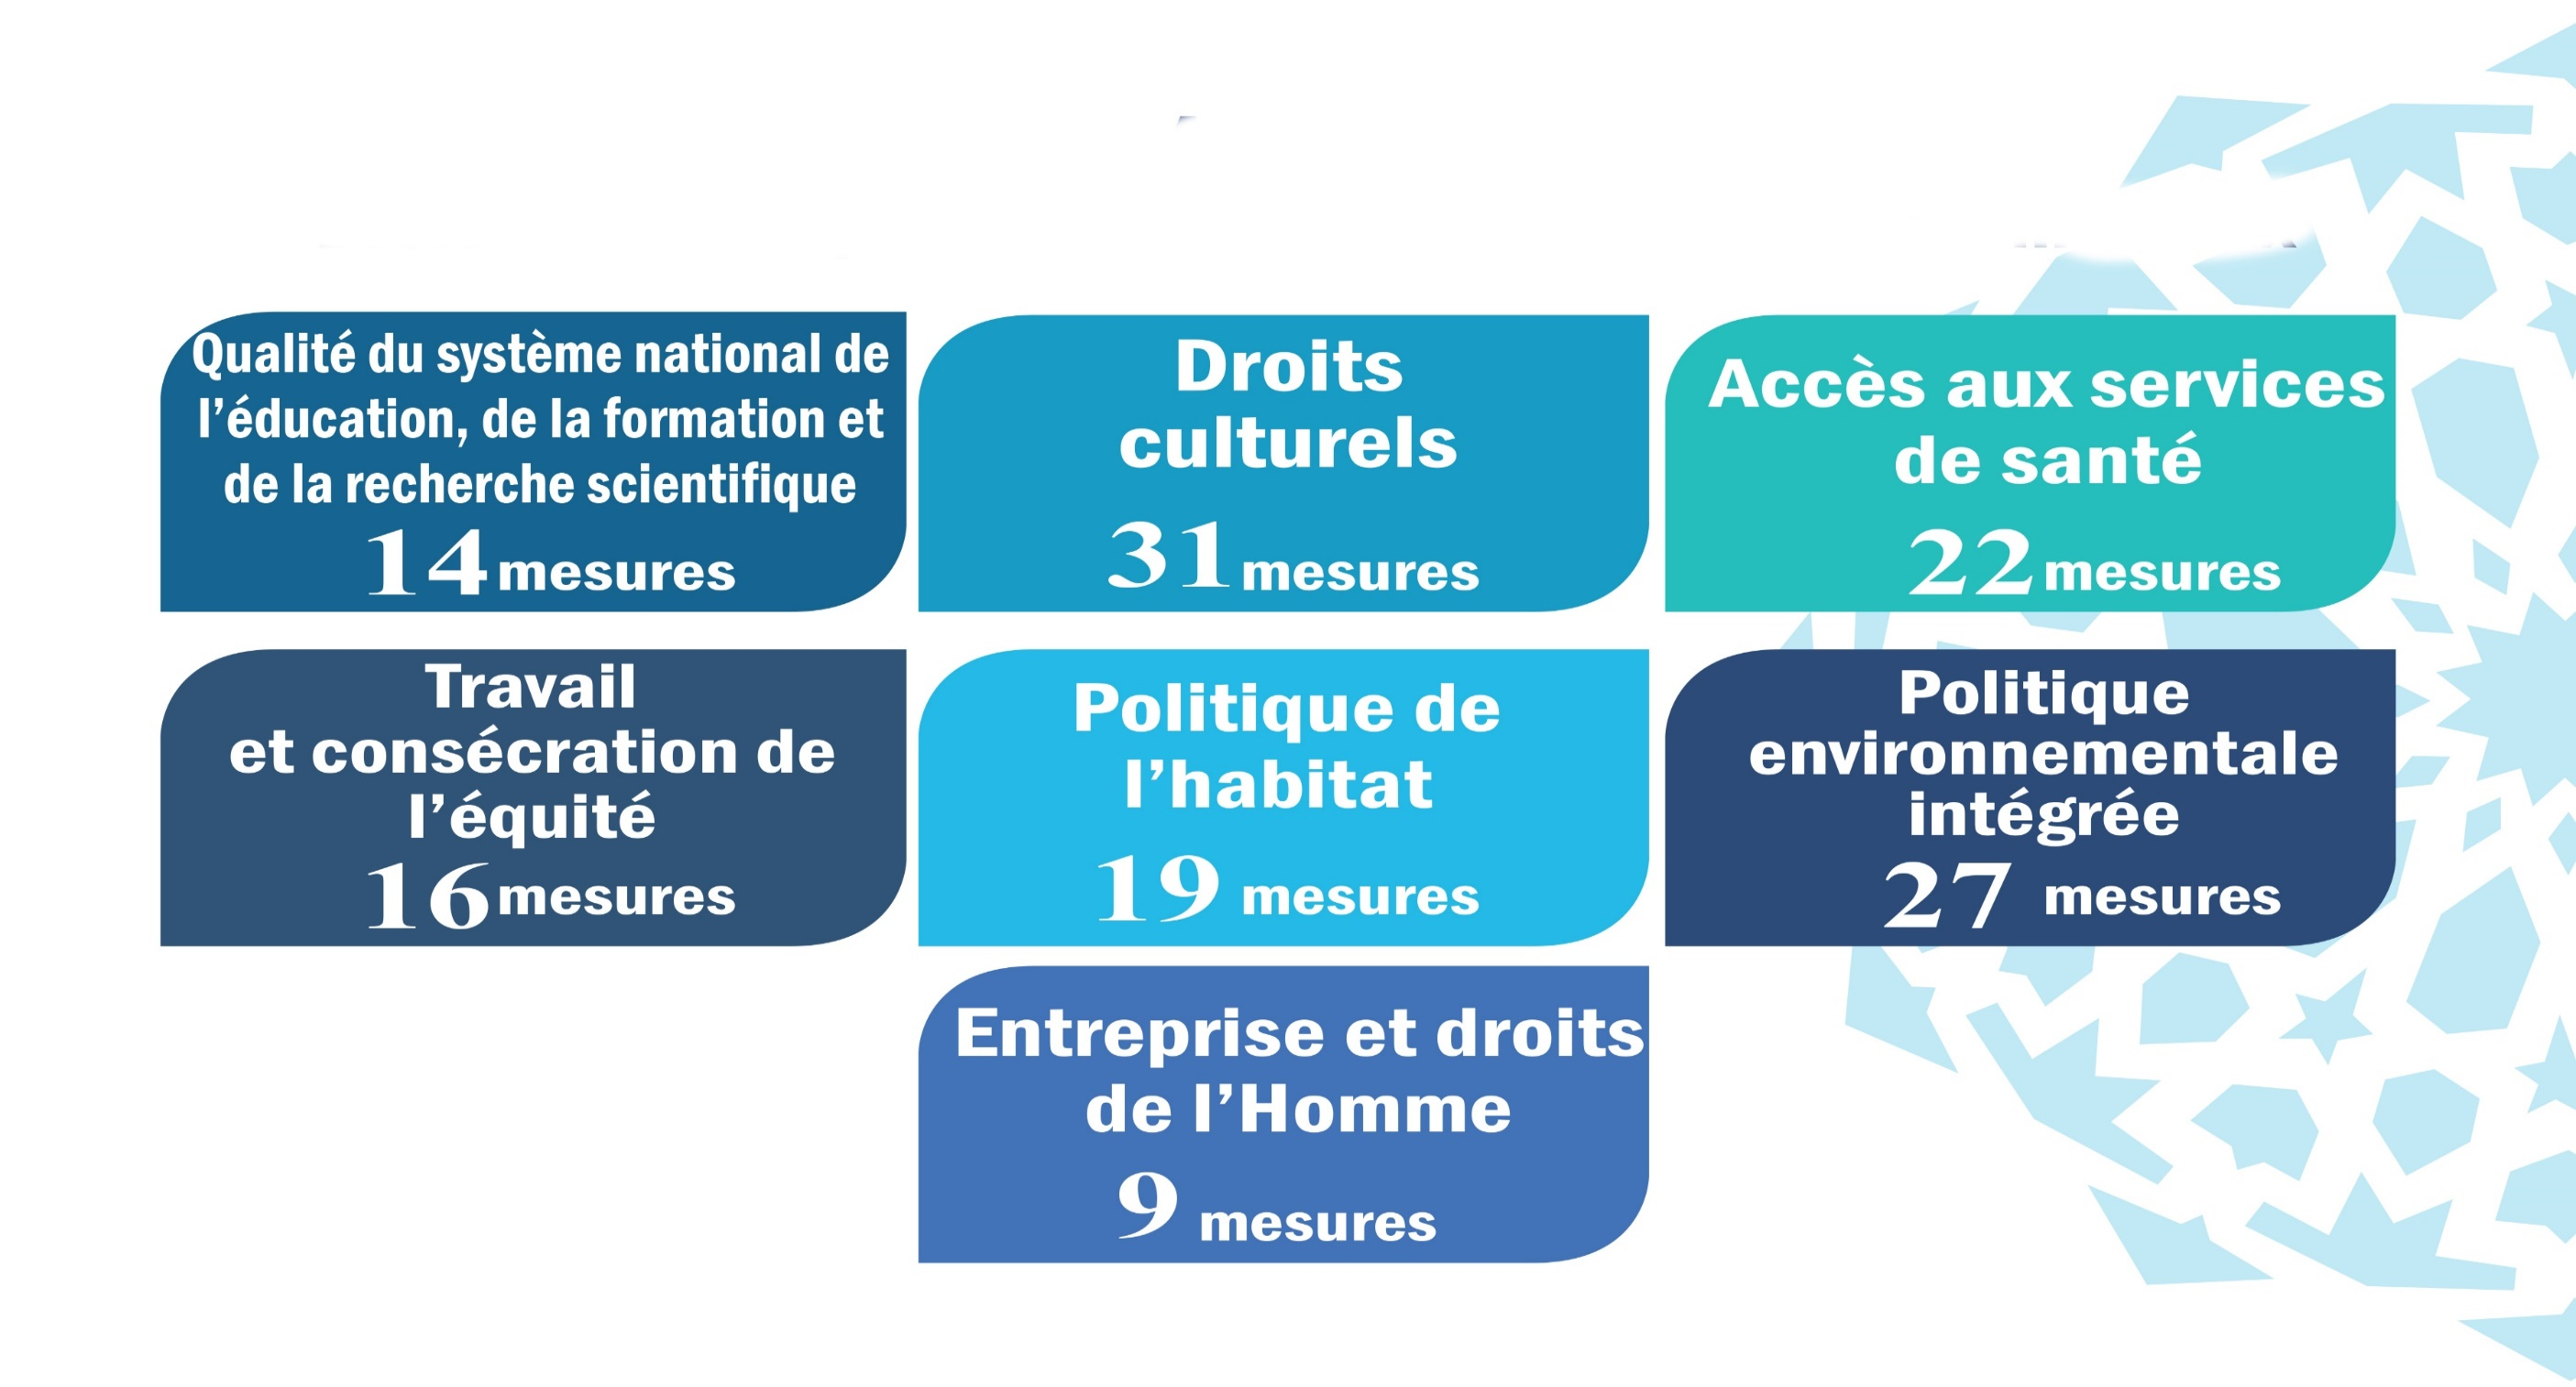 Qualité du système national de
l’éducation, de la formation et
de la recherche scientifique
14 mesures
Droits
culturels
31 mesures
Accès aux services
de santé
22 mesures
Travail
et consécration de
l’équité
16 mesures
Politique de
l’habitat
19 mesures
Politique
environnementale
intégrée
27 mesures
Entreprise et droits
de l’Homme
9 mesures